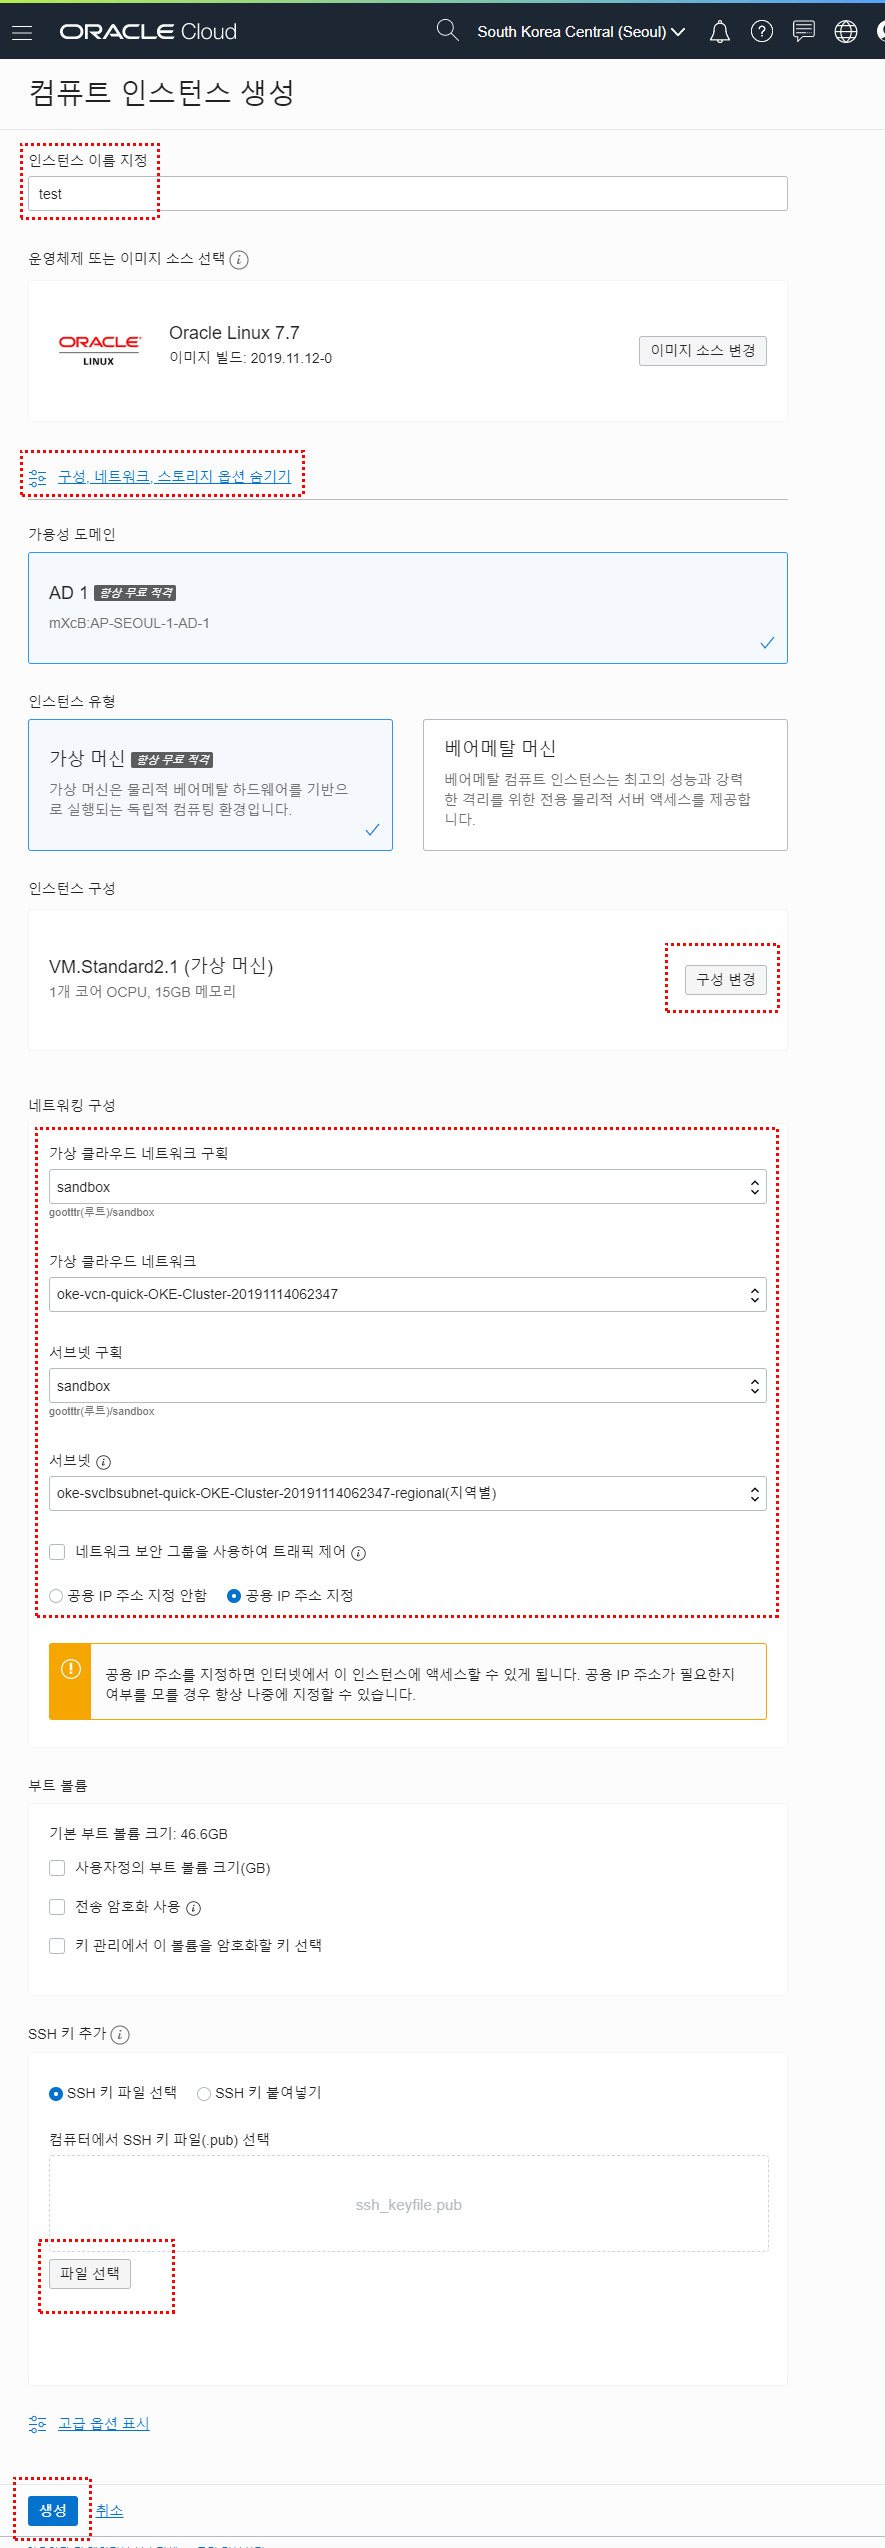 ORACLE Cloud
South Korea Central (Seoul)
컴퓨트 인스턴스 생성
인스턴스 이름 지정
test
운영체제 또는 이미지 소스 선택
ORACLE
LINUX
Oracle Linux 7.7
이미지 빌드: 2019.11.12-0
이미지 소스 변경
구성, 네트워크, 스토리지 옵션 숨기기
가용성 도메인
AD 1 항상 무료 적격
mXcB:AP-SEOUL-1-AD-1
인스턴스 유형
가상 머신 항상 무료 적격
가상 머신은 물리적 베어메탈 하드웨어를 기반으
로 실행되는 독립적 컴퓨팅 환경입니다.
베어메탈 머신
베어메탈 컴퓨트 인스턴스는 최고의 성능과 강력
한 격리를 위한 전용 물리적 서버 액세스를 제공합
니다.
인스턴스 구성
VM.Standard2.1 (가상 머신)
1개 코어 OCPU, 15GB 메모리
구성 변경
네트워킹 구성
가상 클라우드 네트워크 구획
sandbox
gootttr(루트)/sandbox
가상 클라우드 네트워크
oke-vcn-quick-OKE-Cluster-20191114062347
서브넷 구획
sandbox
gootttr(루트)/sandbox
서브넷
oke-svclbsubnet-quick-OKE-Cluster-20191114062347-regional(지역별)
네트워크 보안 그룹을 사용하여 트래픽 제어
공용 IP 주소 지정 안함 공용 IP 주소 지정
공용 IP 주소를 지정하면 인터넷에서 이 인스턴스에 액세스할 수 있게 됩니다. 공용 IP 주소가 필요한지
여부를 모를 경우 항상 나중에 지정할 수 있습니다.
부트 볼륨
기본 부트 볼륨 크기: 46.6GB
사용자정의 부트 볼륨 크기(GB)
전송 암호화 사용
키 관리에서 이 볼륨을 암호화할 키 선택
SSH 키 추가
SSH 키 파일 선택 SSH 키 붙여넣기
컴퓨터에서 SSH 키 파일(.pub) 선택
ssh_keyfile.pub
파일 선택
고급 옵션 표시
생성 취소